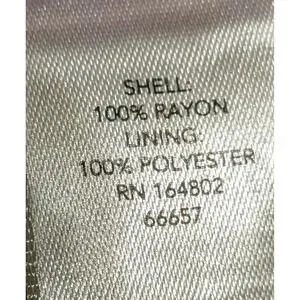 SHELL:
100% RAYON
LINING:
100% POLYESTER
RN 164802
66657